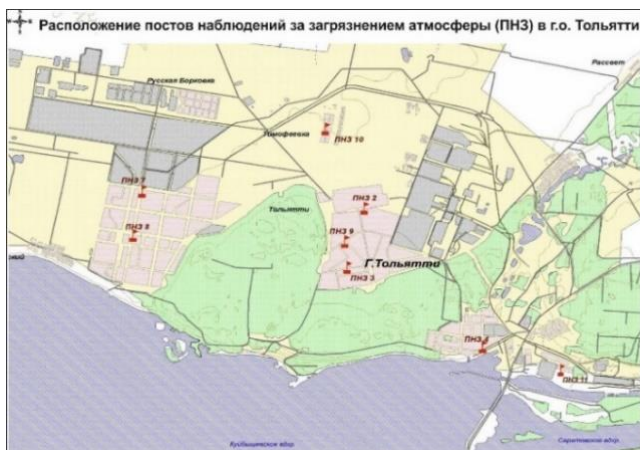 Расположение постов наблюдений за загрязнением атмосферы (ПНЗ) в г.о. Тольятти
Рассвет
Русская Борковка
Тимофеевка
ПНЗ 10
ПНЗ 7
ПНЗ 2
Тольятти
ПНЗ 8
ПНЗ 9
Г.Тольятти
ПНЗ 3
ПНЗ 11
Куйбышевское вдхр.
Саратовское вдхр.